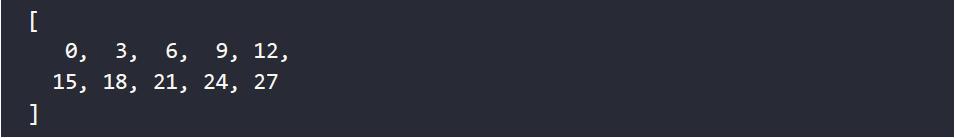 [
   0,  3,  6,  9, 12,
  15, 18, 21, 24, 27
]